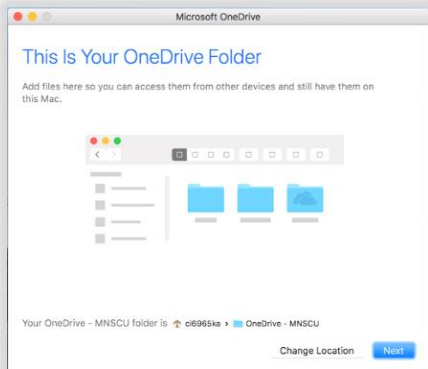 Microsoft OneDrive
This Is Your OneDrive Folder
Add files here so you can access them from other devices and still have them on
this Mac.
Your OneDrive - MNSCU folder is ci6965ka › OneDrive - MNSCU
Change Location Next